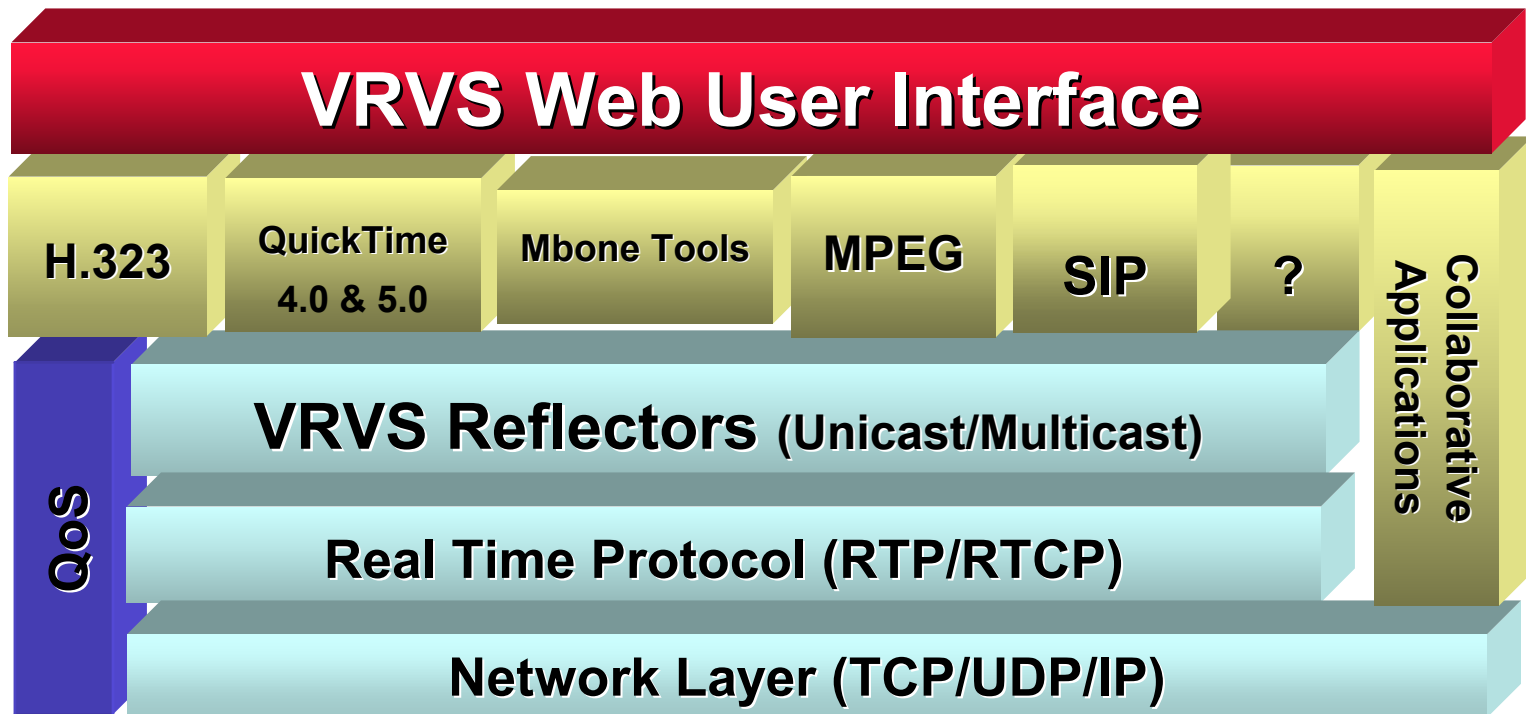 VRVS Web User Interface
H.323
QuickTime
4.0 & 5.0
Mbone Tools
MPEG
SIP
?
Collaborative
Applications
QoS
VRVS Reflectors (Unicast/Multicast)
Real Time Protocol (RTP/RTCP)
Network Layer (TCP/UDP/IP)